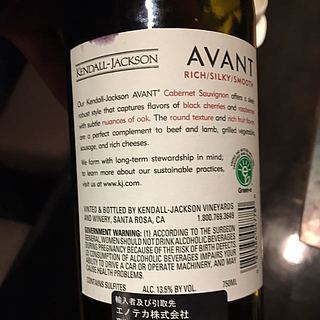 KENDALL-JACKSON
AVANT
RICH/SILKY/SMOOTH
Our Kendall-Jackson AVANT™ Cabernet Sauvignon offers a deep,
robust style that captures flavors of black cherries and raspberries
with subtle nuances of oak. The round texture and rich fruit flavors
are a perfect complement to beef and lamb, grilled vegetables,
sausage, and rich cheeses.
We farm with long-term stewardship in mind;
to learn more about our sustainable practices,
visit us at www.kj.com.
Green-e
VINTED & BOTTLED BY KENDALL-JACKSON VINEYARDS
AND WINERY, SANTA ROSA, CA 1.800.769.3649
GOVERNMENT WARNING: (1) ACCORDING TO THE SURGEON
GENERAL, WOMEN SHOULD NOT DRINK ALCOHOLIC BEVERAGES
DURING PREGNANCY BECAUSE OF THE RISK OF BIRTH DEFECTS.
(2) CONSUMPTION OF ALCOHOLIC BEVERAGES IMPAIRS YOUR
ABILITY TO DRIVE A CAR OR OPERATE MACHINERY, AND MAY
CAUSE HEALTH PROBLEMS.
CONTAINS SULFITES ALC. 13.5% BY VOL. 750ML
輸入者及び引取先
エノテカ株式会社